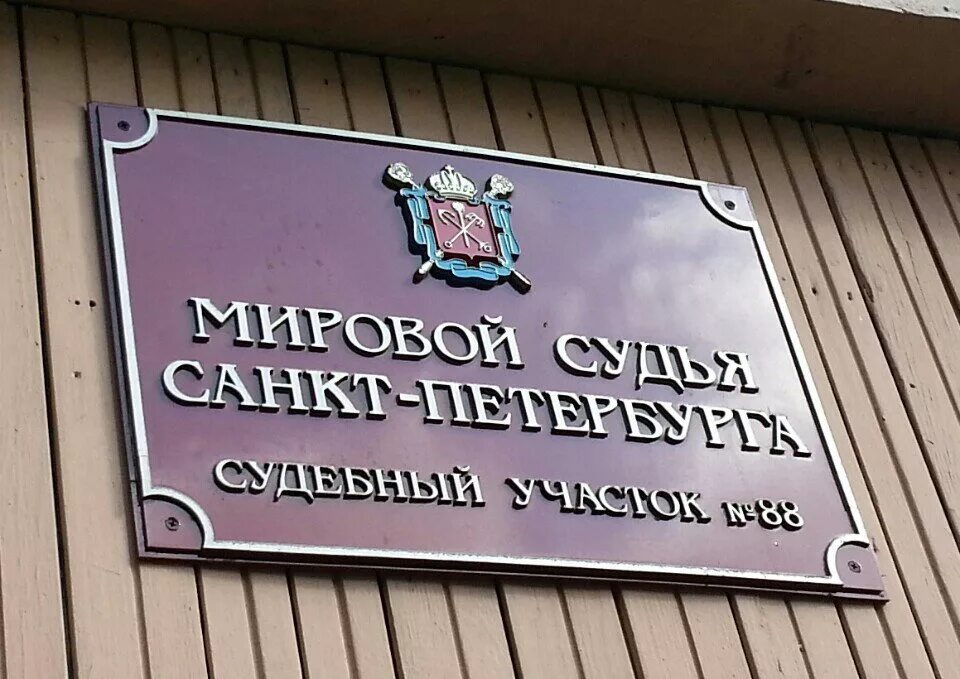 МИРОВОЙ СУДЬЯ
САНКТ-ПЕТЕРБУРГА
СУДЕБНЫЙ УЧАСТОК №88